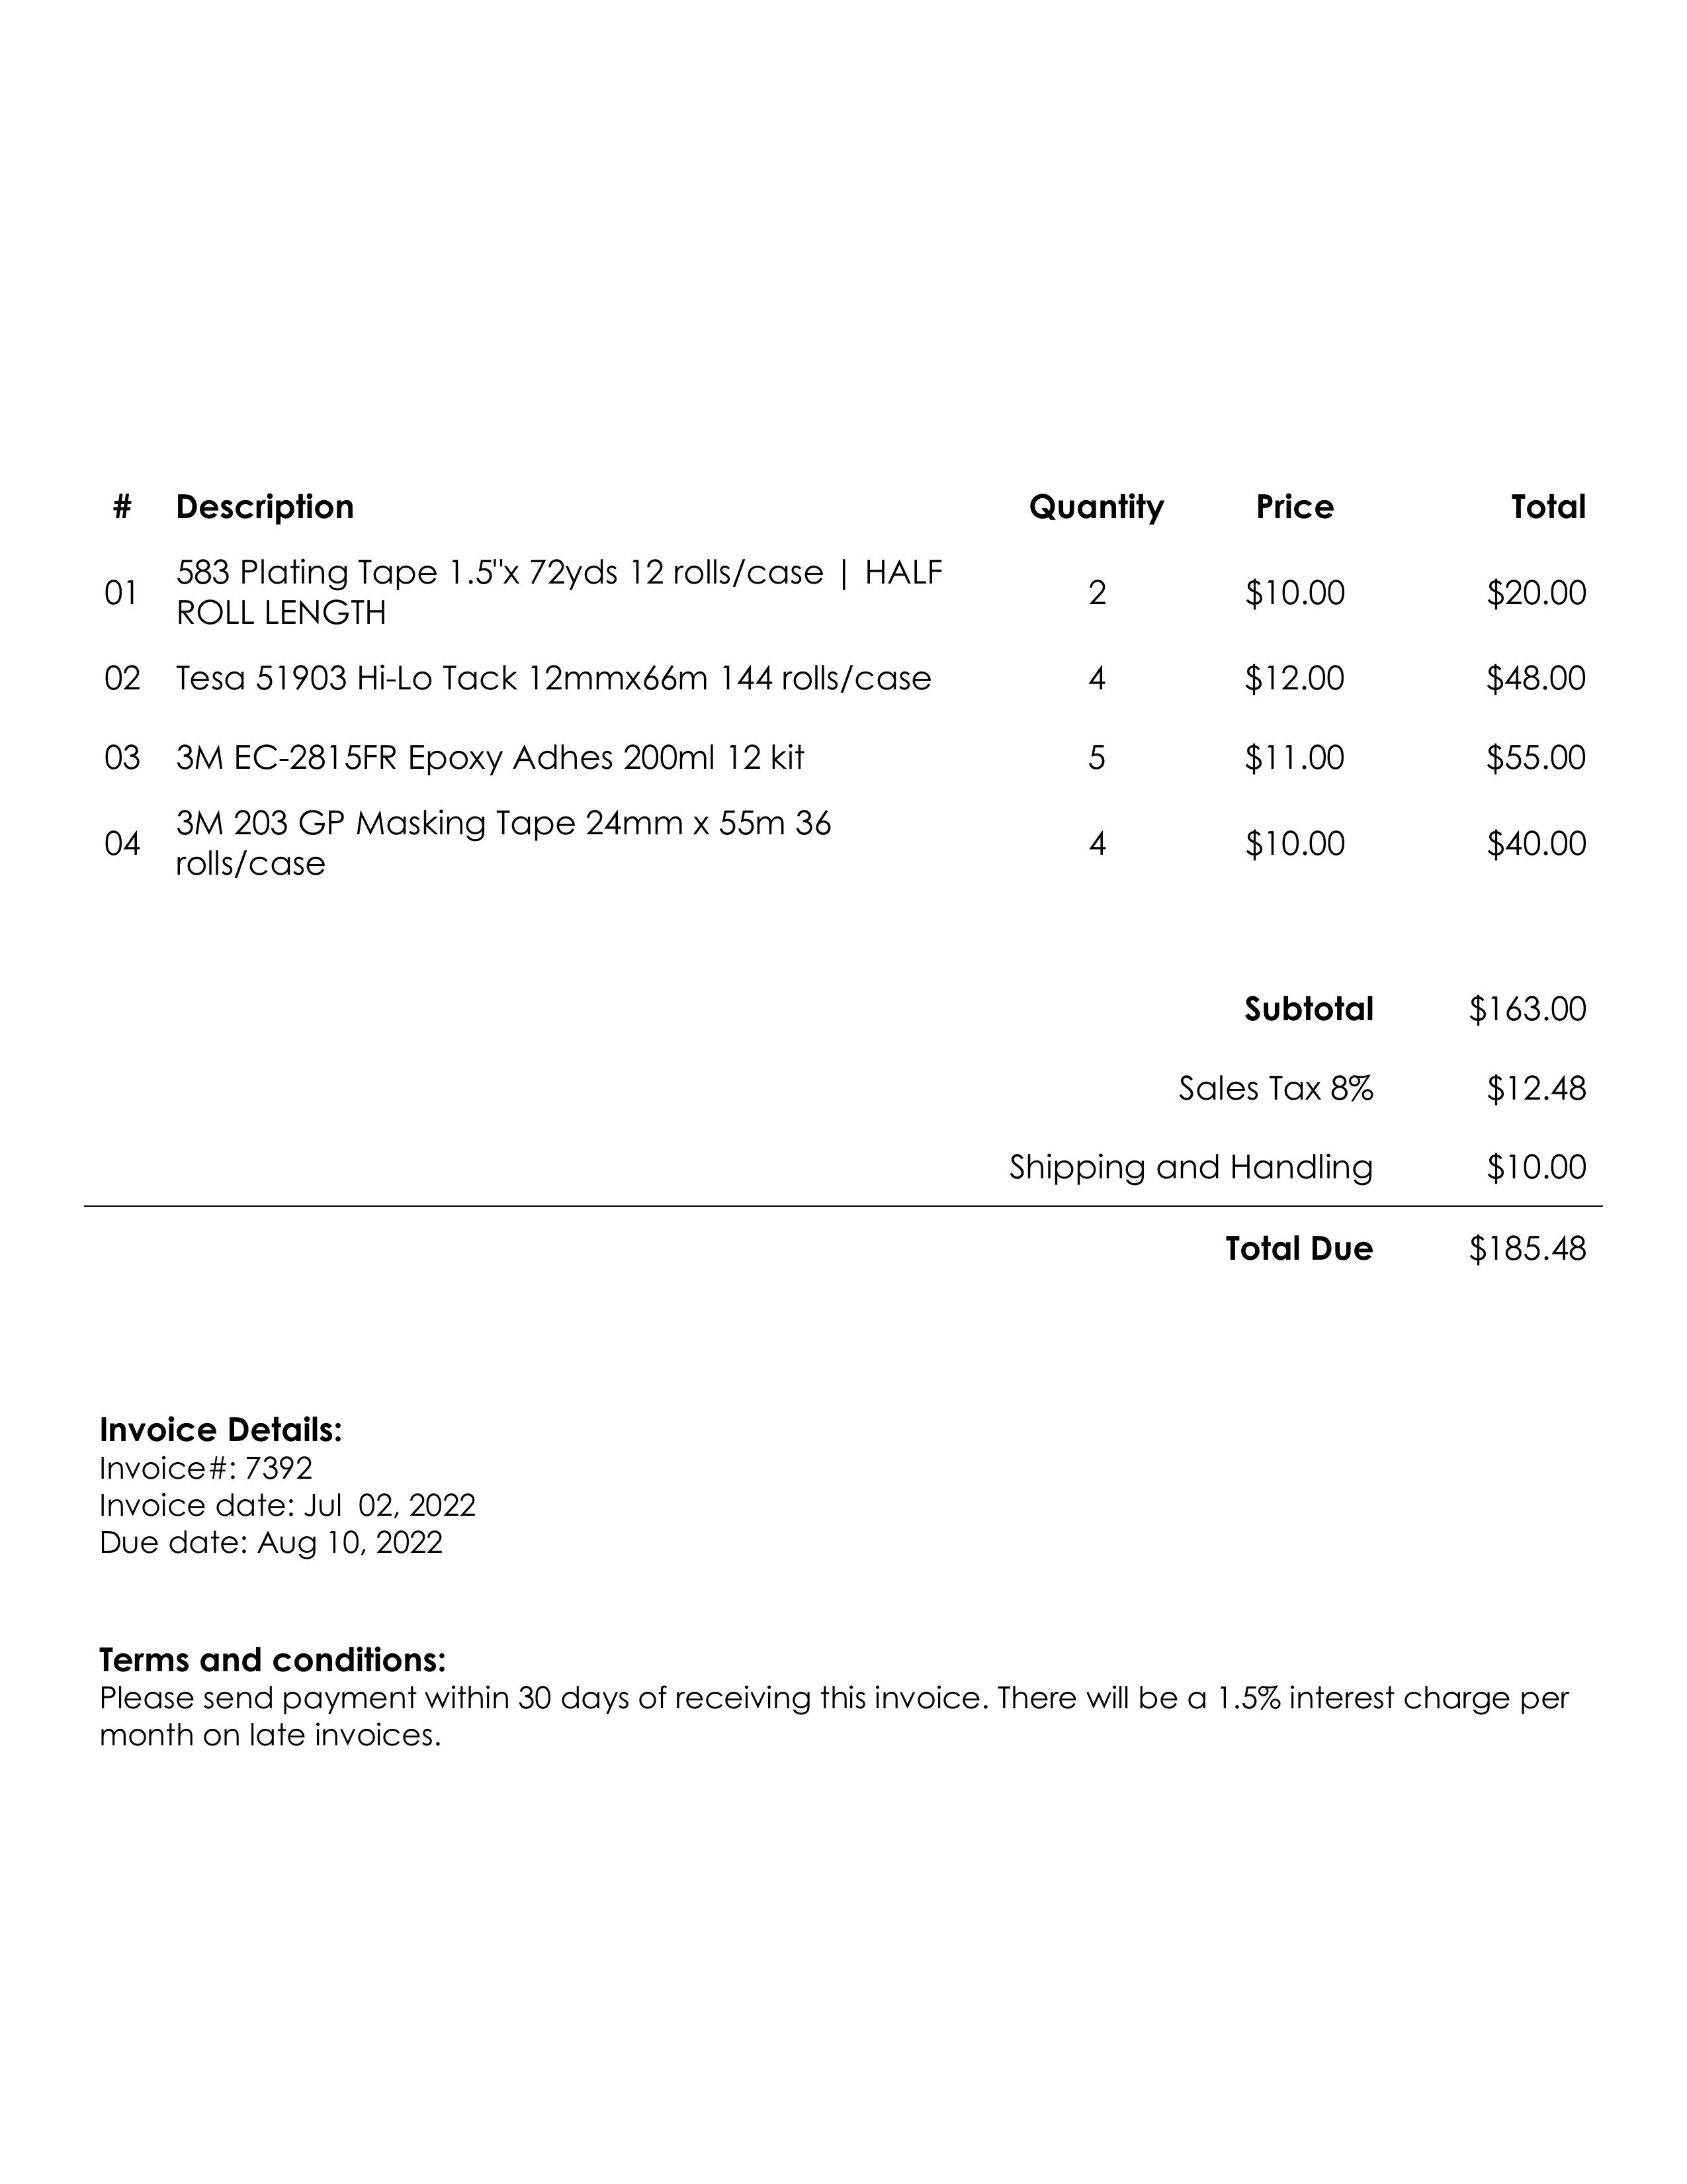 # Description Quantity Price Total
583 Plating Tape 1.5"x 72yds 12 rolls/case | HALF
01 2 $10.00 $20.00
ROLL LENGTH
02 Tesa 51903 Hi-Lo Tack 12mmx66m 144 rolls/case 4 $12.00 $48.00
03 3M EC-2815FR Epoxy Adhes 200ml 12 kit 5 $11.00 $55.00
3M 203 GP Masking Tape 24mm x 55m 36
04 4 $10.00 $40.00
rolls/case
Subtotal $163.00
Sales Tax 8% $12.48
Shipping and Handling $10.00
Total Due $185.48
Invoice Details:
Invoice#: 7392
Invoice date: Jul  02, 2022
Due date: Aug 10, 2022
Terms and conditions:
Please send payment within 30 days of receiving this invoice. There will be a 1.5% interest charge per
month on late invoices.